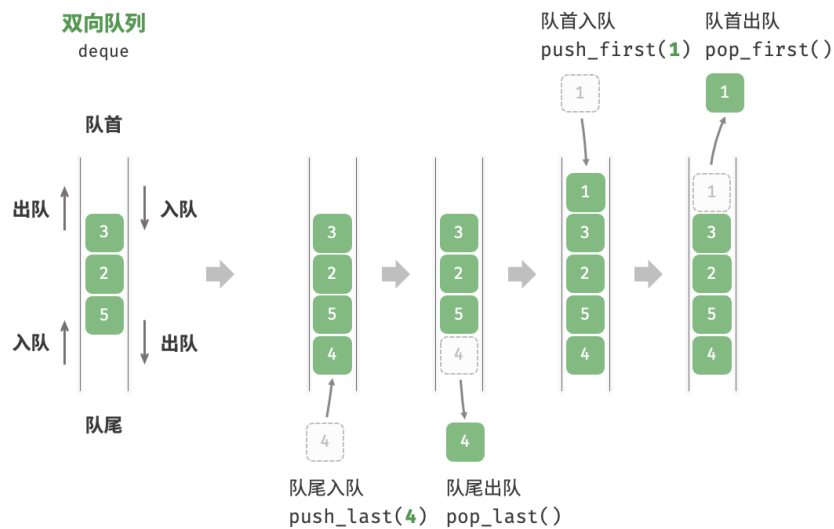 双向队列
deque
队首
出队
入队
3
2
5
入队
出队
队尾
3
2
5
4
4
队尾入队
push_last(4)
3
2
5
4
4
队尾出队
pop_last()
队首入队
push_first(1)
1
1
3
2
5
4
队首出队
pop_first()
1
1
3
2
5
4